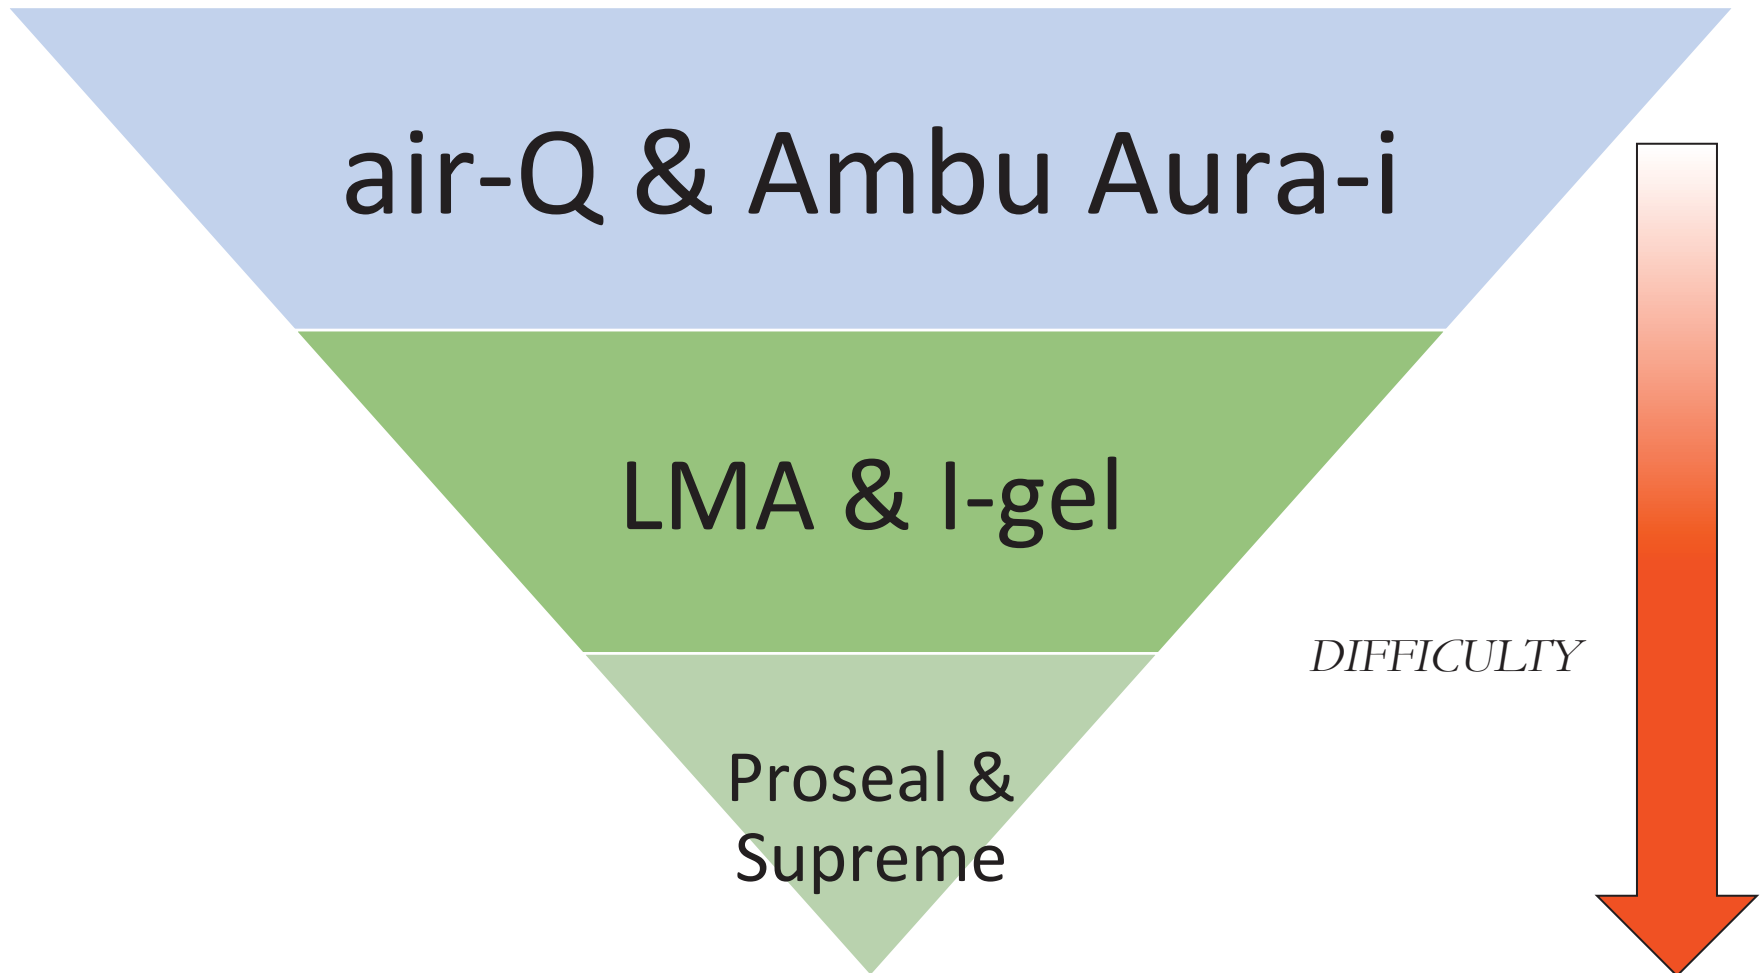 air-Q & Ambu Aura-i
LMA & I-gel
DIFFICULTY
Proseal &
Supreme